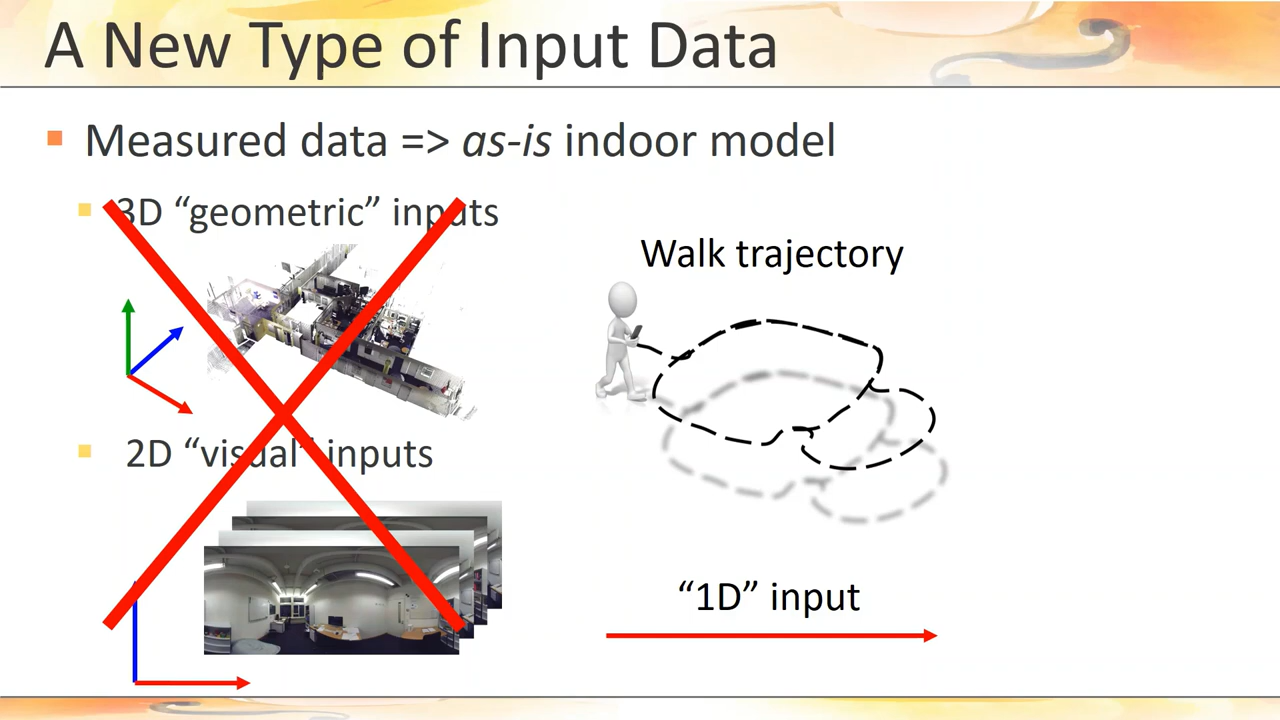 A New Type of Input Data
Measured data => as-is indoor model
3D “geometric” inputs
Walk trajectory
2D “visual” inputs
“1D” input